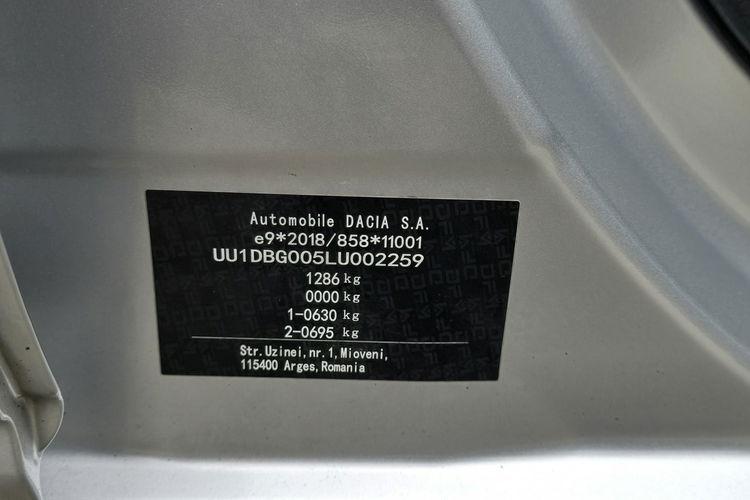 Automobile DACIA S.A.
e9*2018/858*11001
UU1DBG005LU002259
1286 kg
0000 kg
1-0630 kg
2-0695 kg
Str. Uzinei, nr. 1, Mioveni,
115400 Arges, Romania